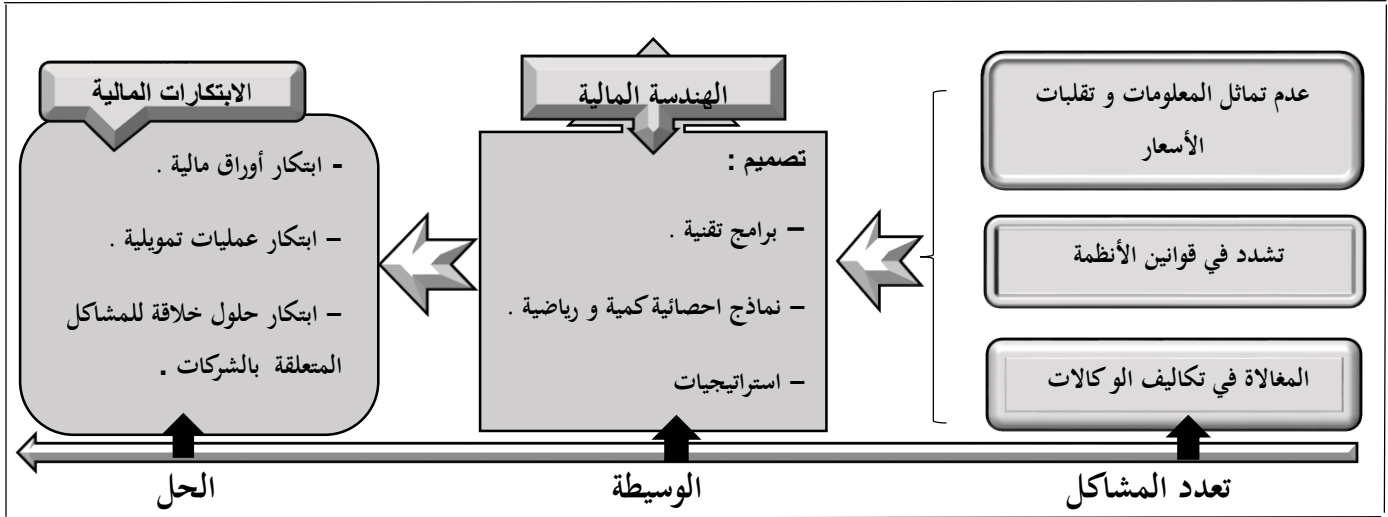 عدم تماثل المعلومات و تقلبات
الأسعار
تشدد في قوانين الأنظمة
المغالاة في تكاليف الوكالات
الهندسة المالية
تصميم :
– برامج تقنية .
– نماذج احصائية كمية و رياضية .
– استراتيجيات
الابتكارات المالية
- ابتكار أوراق مالية .
– ابتكار عمليات تمويلية .
– ابتكار حلول خلاقة للمشاكل
المتعلقة بالشركات .
تعدد المشاكل
الوسيطة
الحل